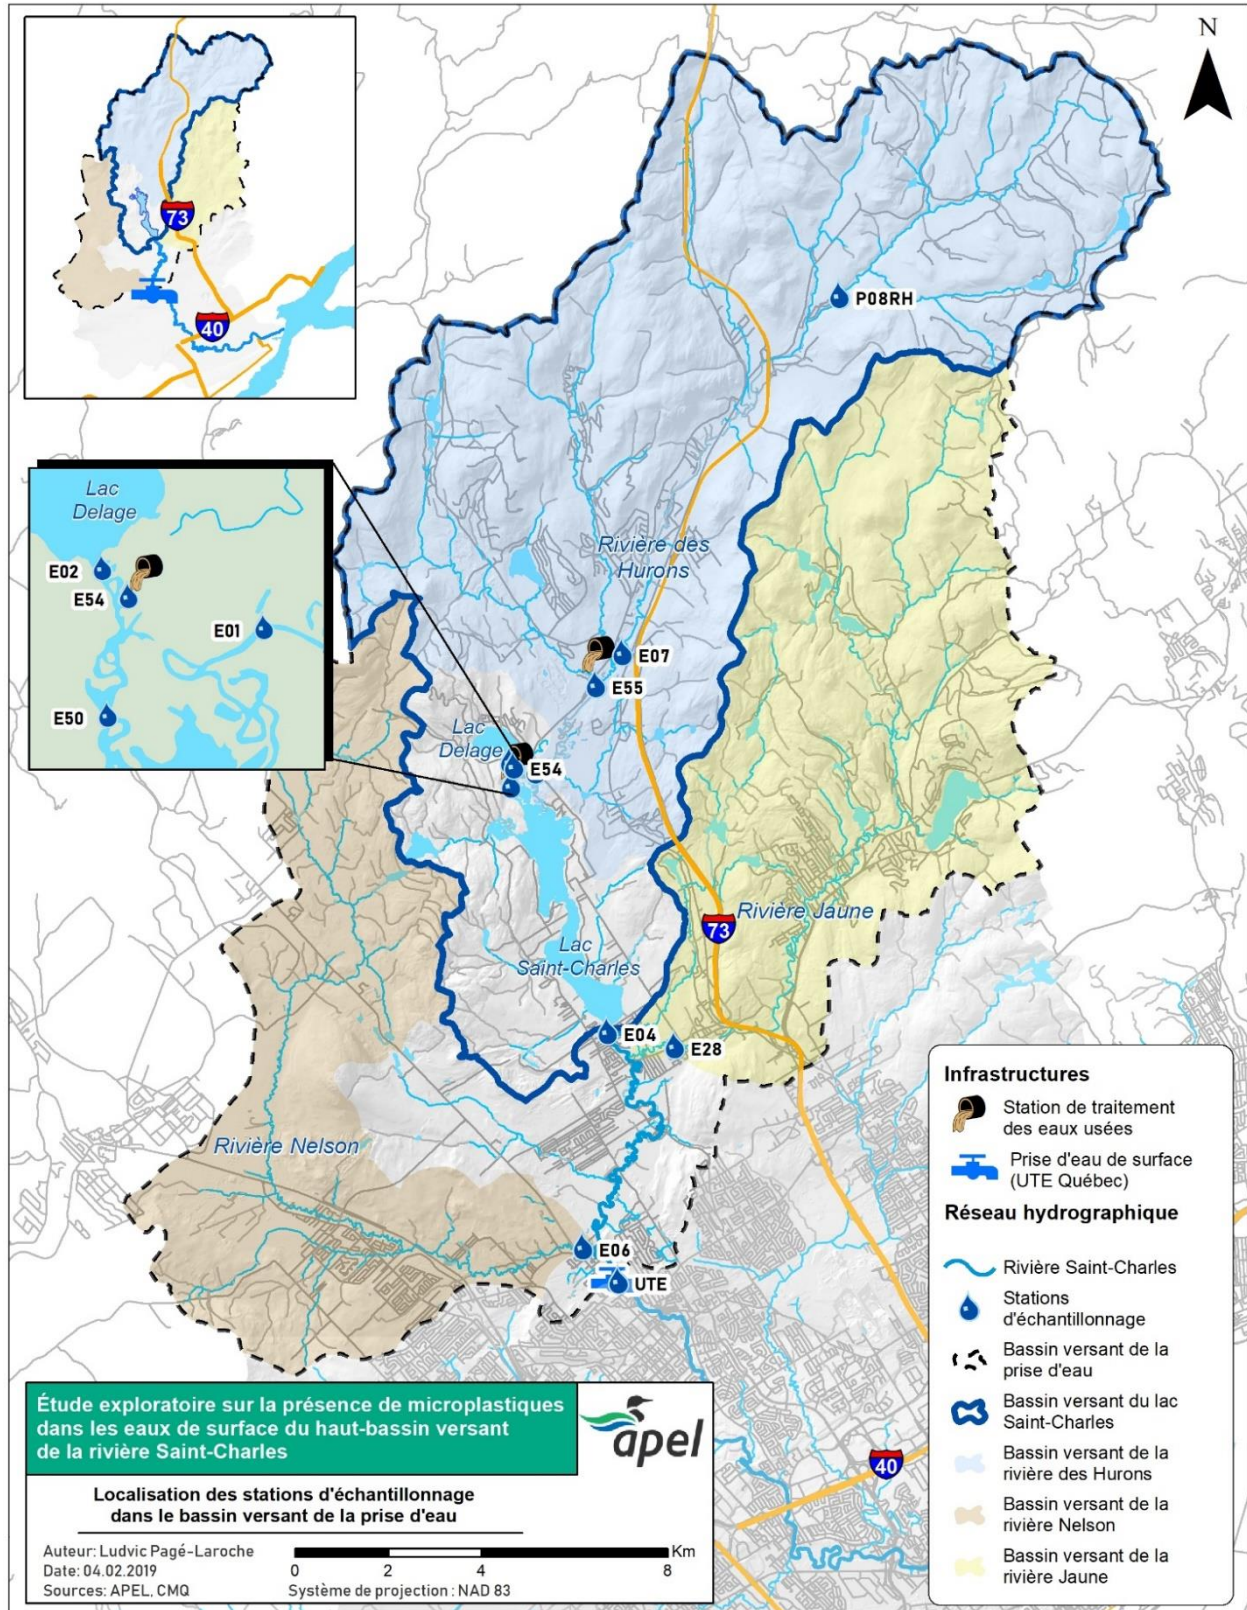 N
73
40
P08RH
Lac
Delage
E02
E54
E01
E50
Rivière des
Hurons
E07
E55
Lac
Delage
E54
73
Rivière Jaune
Lac
Saint-Charles
E04
E28
Rivière Nelson
E06
UTE
40
Infrastructures
Station de traitement
des eaux usées
Prise d'eau de surface
(UTE Québec)
Réseau hydrographique
Rivière Saint-Charles
Stations
d'échantillonnage
Bassin versant de la
prise d'eau
Bassin versant du lac
Saint-Charles
Bassin versant de la
rivière des Hurons
Bassin versant de la
rivière Nelson
Bassin versant de la
rivière Jaune
Étude exploratoire sur la présence de microplastiques
dans les eaux de surface du haut-bassin versant
de la rivière Saint-Charles
apel
Localisation des stations d'échantillonnage
dans le bassin versant de la prise d'eau
Auteur: Ludvic Pagé-Laroche
Date: 04.02.2019
Sources: APEL, CMQ
0 2 4 8 Km
Système de projection : NAD 83